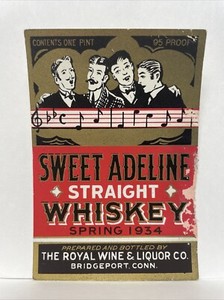 CONTENTS ONE PINT 95 PROOF
SWEET ADELINE
STRAIGHT
WHISKEY
SPRING 1934
PREPARED AND BOTTLED BY
THE ROYAL WINE & LIQUOR CO.
BRIDGEPORT, CONN.